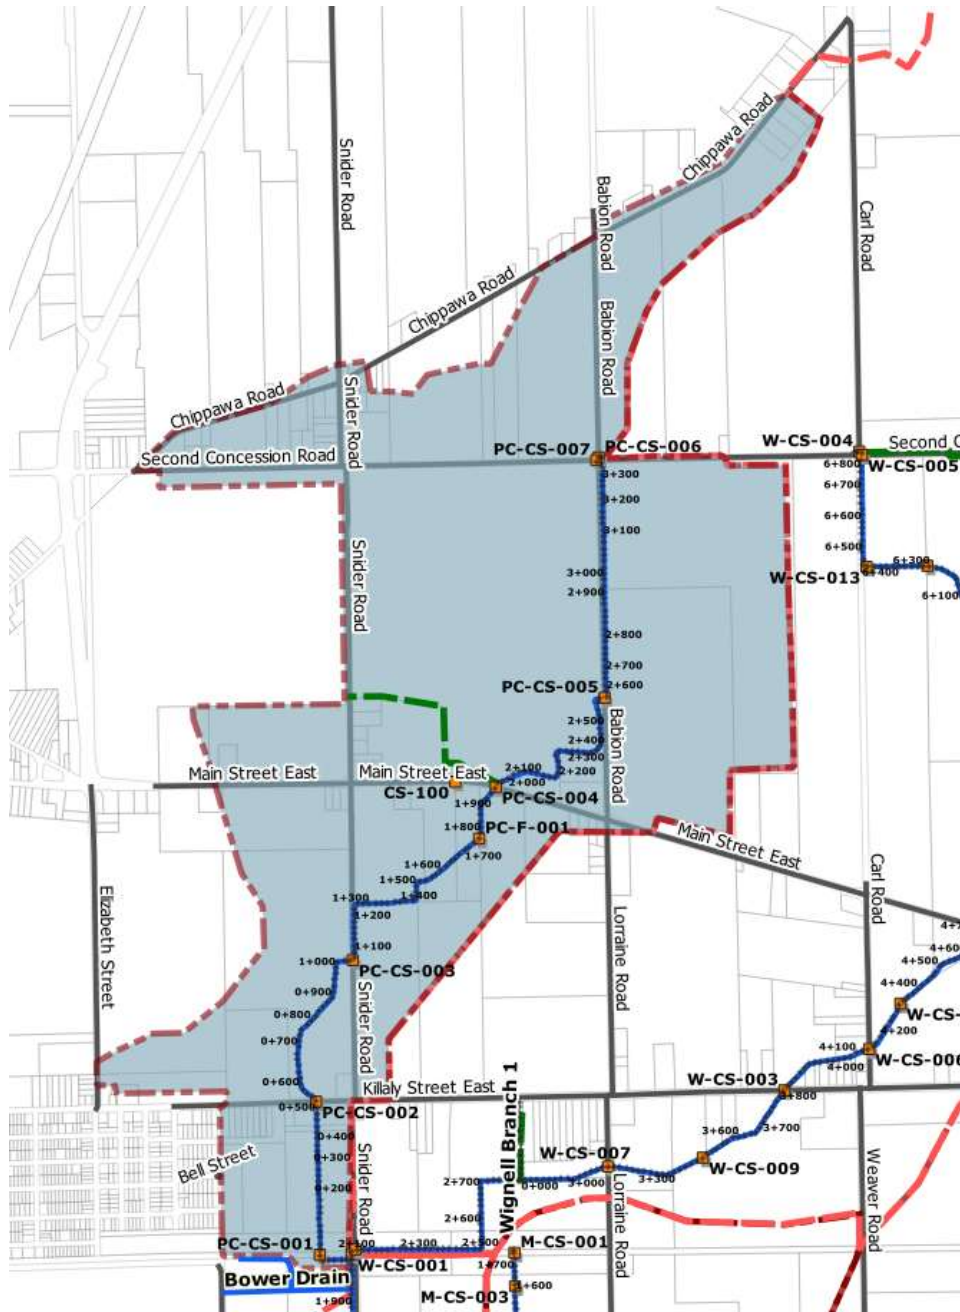 Chippawa Road
Snider Road
Babion Road
Carl Road
Chippawa Road
Babion Road
Chippawa Road
Snider Road
Second Concession Road
PC-CS-007
PC-CS-006
W-CS-004
Second C
W-CS-005
3+300
3+200
3+100
3+000
2+900
2+800
2+700
2+600
6+800
6+700
6+600
6+500
6+400
6+300
6+100
W-CS-013
Snider Road
PC-CS-005
2+500
2+400
2+300
2+200
2+100
2+000
Babion Road
Main Street East
Main Street East
CS-100
PC-CS-004
1+900
1+800
PC-F-001
1+700
1+600
1+500
1+400
1+300
1+200
1+100
1+000
PC-CS-003
Main Street East
Carl Road
Elizabeth Street
Lorraine Road
Snider Road
0+900
0+800
0+700
0+600
0+500
4+7
4+600
4+500
4+400
W-CS-
4+200
4+100
4+000
W-CS-006
Killaly Street East
PC-CS-002
W-CS-003
+800
3+700
3+600
W-CS-009
W-CS-007
3+300
3+000
0+000
Wignell Branch 1
Bell Street
0+400
0+300
0+200
Snider Road
2+700
2+600
2+500
2+300
2+100
Lorraine Road
Weaver Road
PC-CS-001
W-CS-001
M-CS-001
1+700
Bower Drain
M-CS-003
1+600
1+900